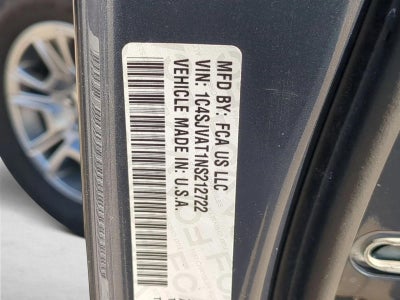 MFD BY: FCA US LLC
VIN: 1C4SJVAT1NS212722
VEHICLE MADE IN: U.S.A.